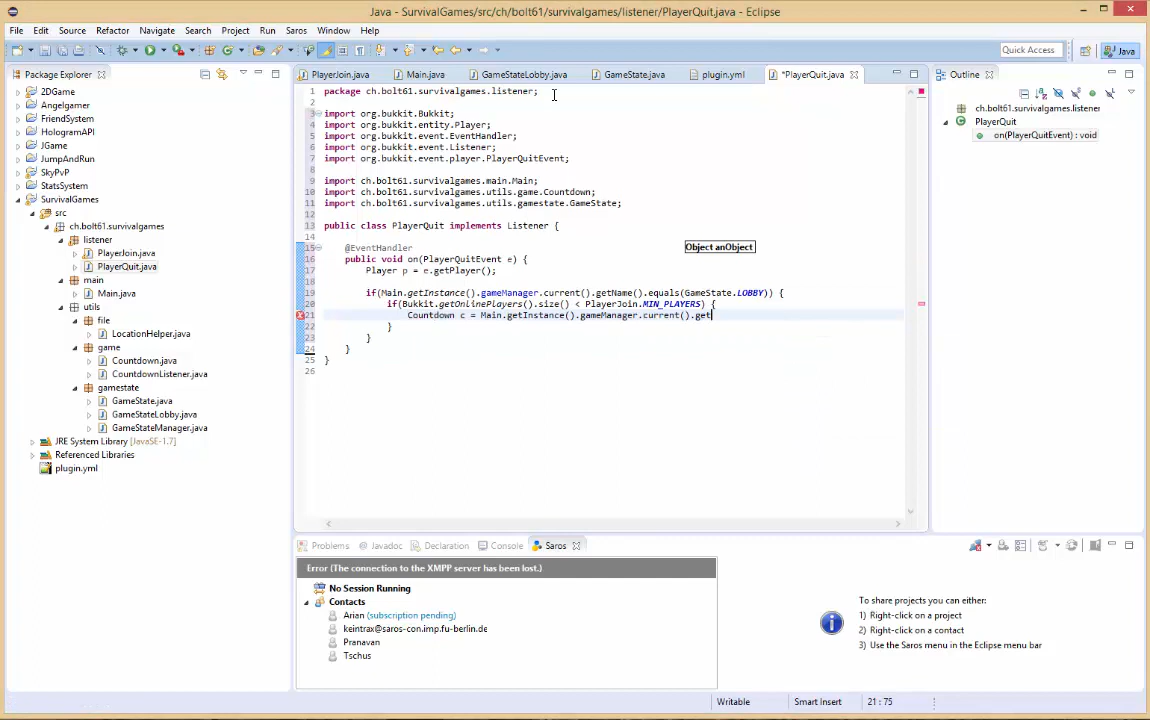 Java - SurvivalGames/src/ch/bolt61/survivalgames/listener/PlayerQuit.java - Eclipse
File Edit Source Refactor Navigate Search Project Run Saros Window Help
Quick Access
Java
Package Explorer
2DGame
Angelgamer
FriendSystem
HologramAPI
JGame
JumpAndRun
SkyPvP
StatsSystem
SurvivalGames
src
ch.bolt61.survivalgames
listener
PlayerJoin.java
PlayerQuit.java
main
Main.java
utils
file
LocationHelper.java
game
Countdown.java
CountdownListener.java
gamestate
GameState.java
GameStateLobby.java
GameStateManager.java
JRE System Library [JavaSE-1.7]
Referenced Libraries
plugin.yml
PlayerJoin.java Main.java GameStateLobby.java GameState.java plugin.yml *PlayerQuit.java
1 package ch.bolt61.survivalgames.listener;
2
3 import org.bukkit.Bukkit;
4 import org.bukkit.entity.Player;
5 import org.bukkit.event.EventHandler;
6 import org.bukkit.event.Listener;
7 import org.bukkit.event.player.PlayerQuitEvent;
8
9 import ch.bolt61.survivalgames.main.Main;
10 import ch.bolt61.survivalgames.utils.game.Countdown;
11 import ch.bolt61.survivalgames.utils.gamestate.GameState;
12
13 public class PlayerQuit implements Listener {
14
15 @EventHandler
16 public void on(PlayerQuitEvent e) {
17 Player p = e.getPlayer();
18
19 if(Main.getInstance().gameManager.current().getName().equals(GameState.LOBBY)) {
20 if(Bukkit.getOnlinePlayers().size() < PlayerJoin.MIN_PLAYERS) {
21 Countdown c = Main.getInstance().gameManager.current().get
22 }
23 }
24 }
25 }
26
Object anObject
Outline
ch.bolt61.survivalgames.listener
PlayerQuit
on(PlayerQuitEvent) : void
Problems Javadoc Declaration Console Saros
Error (The connection to the XMPP server has been lost.)
No Session Running
Contacts
Arian (subscription pending)
keintrax@saros-con.imp.fu-berlin.de
Pranavan
Tschus
To share projects you can either:
1) Right-click on a project
2) Right-click on a contact
3) Use the Saros menu in the Eclipse menu bar
Writable Smart Insert 21 : 75